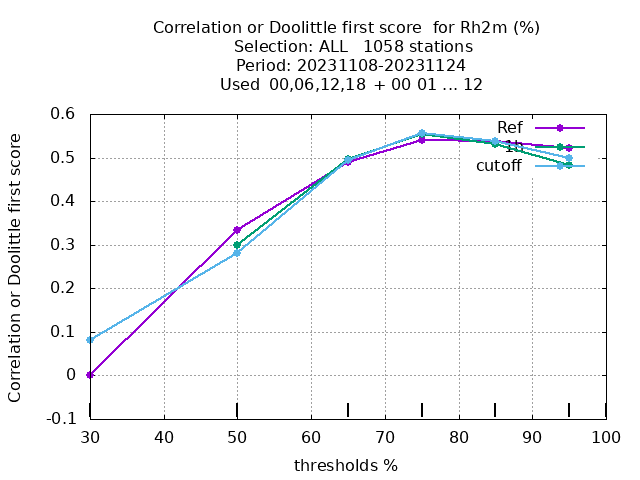 Correlation or Doolittle first score  for Rh2m (%)
Selection: ALL   1058 stations
Period: 20231108-20231124
Used 00,06,12,18 + 00 01 ... 12
Correlation or Doolittle first score
0.6
0.5
0.4
0.3
0.2
0.1
0
-0.1
30 40 50 60 70 80 90 100
thresholds %
Ref
cutoff